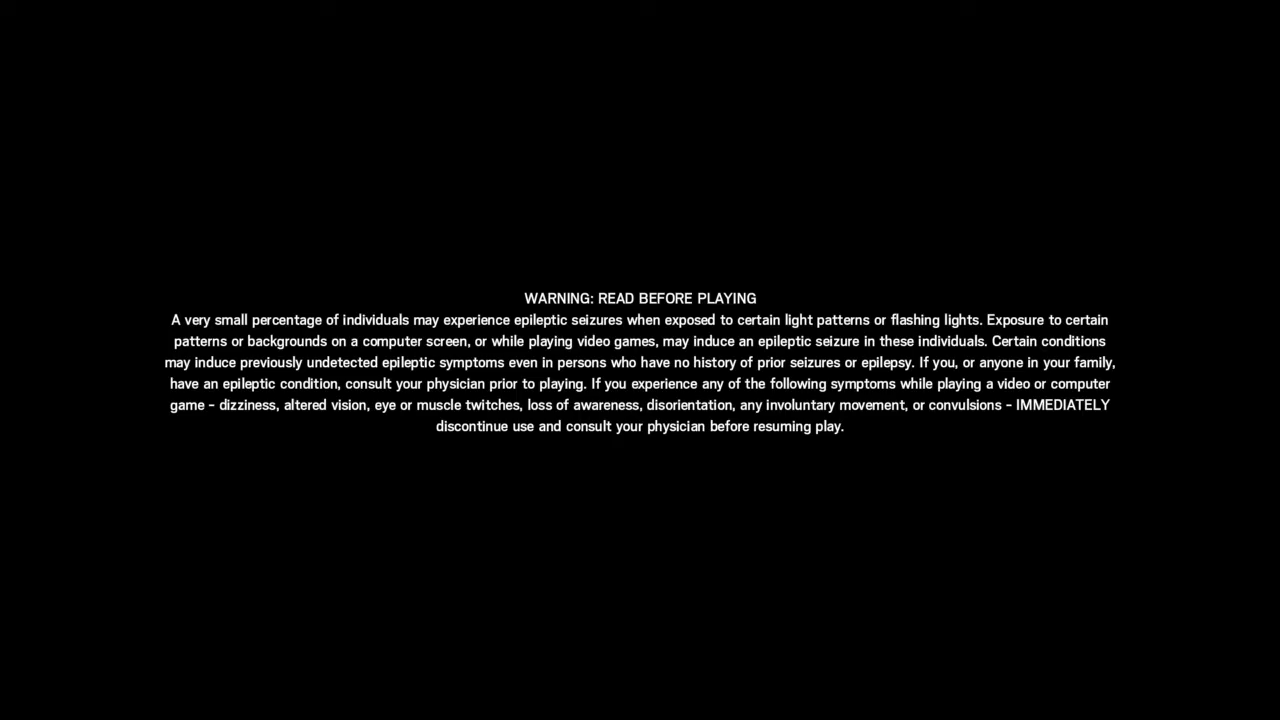 WARNING: READ BEFORE PLAYING
A very small percentage of individuals may experience epileptic seizures when exposed to certain light patterns or flashing lights. Exposure to certain
patterns or backgrounds on a computer screen, or while playing video games, may induce an epileptic seizure in these individuals. Certain conditions
may induce previously undetected epileptic symptoms even in persons who have no history of prior seizures or epilepsy. If you, or anyone in your family,
have an epileptic condition, consult your physician prior to playing. If you experience any of the following symptoms while playing a video or computer
game - dizziness, altered vision, eye or muscle twitches, loss of awareness, disorientation, any involuntary movement, or convulsions - IMMEDIATELY
discontinue use and consult your physician before resuming play.